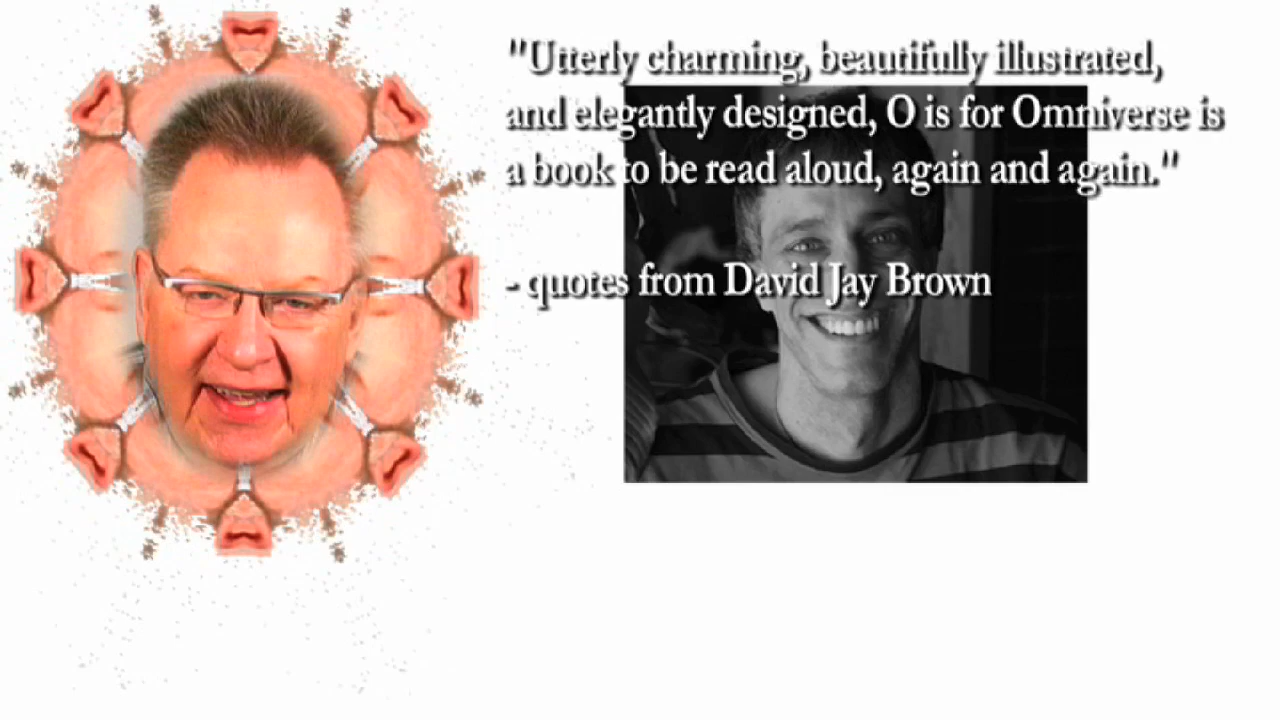 "Utterly charming, beautifully illustrated,
and elegantly designed, O is for Omniverse is
a book to be read aloud, again and again."
- quotes from David Jay Brown